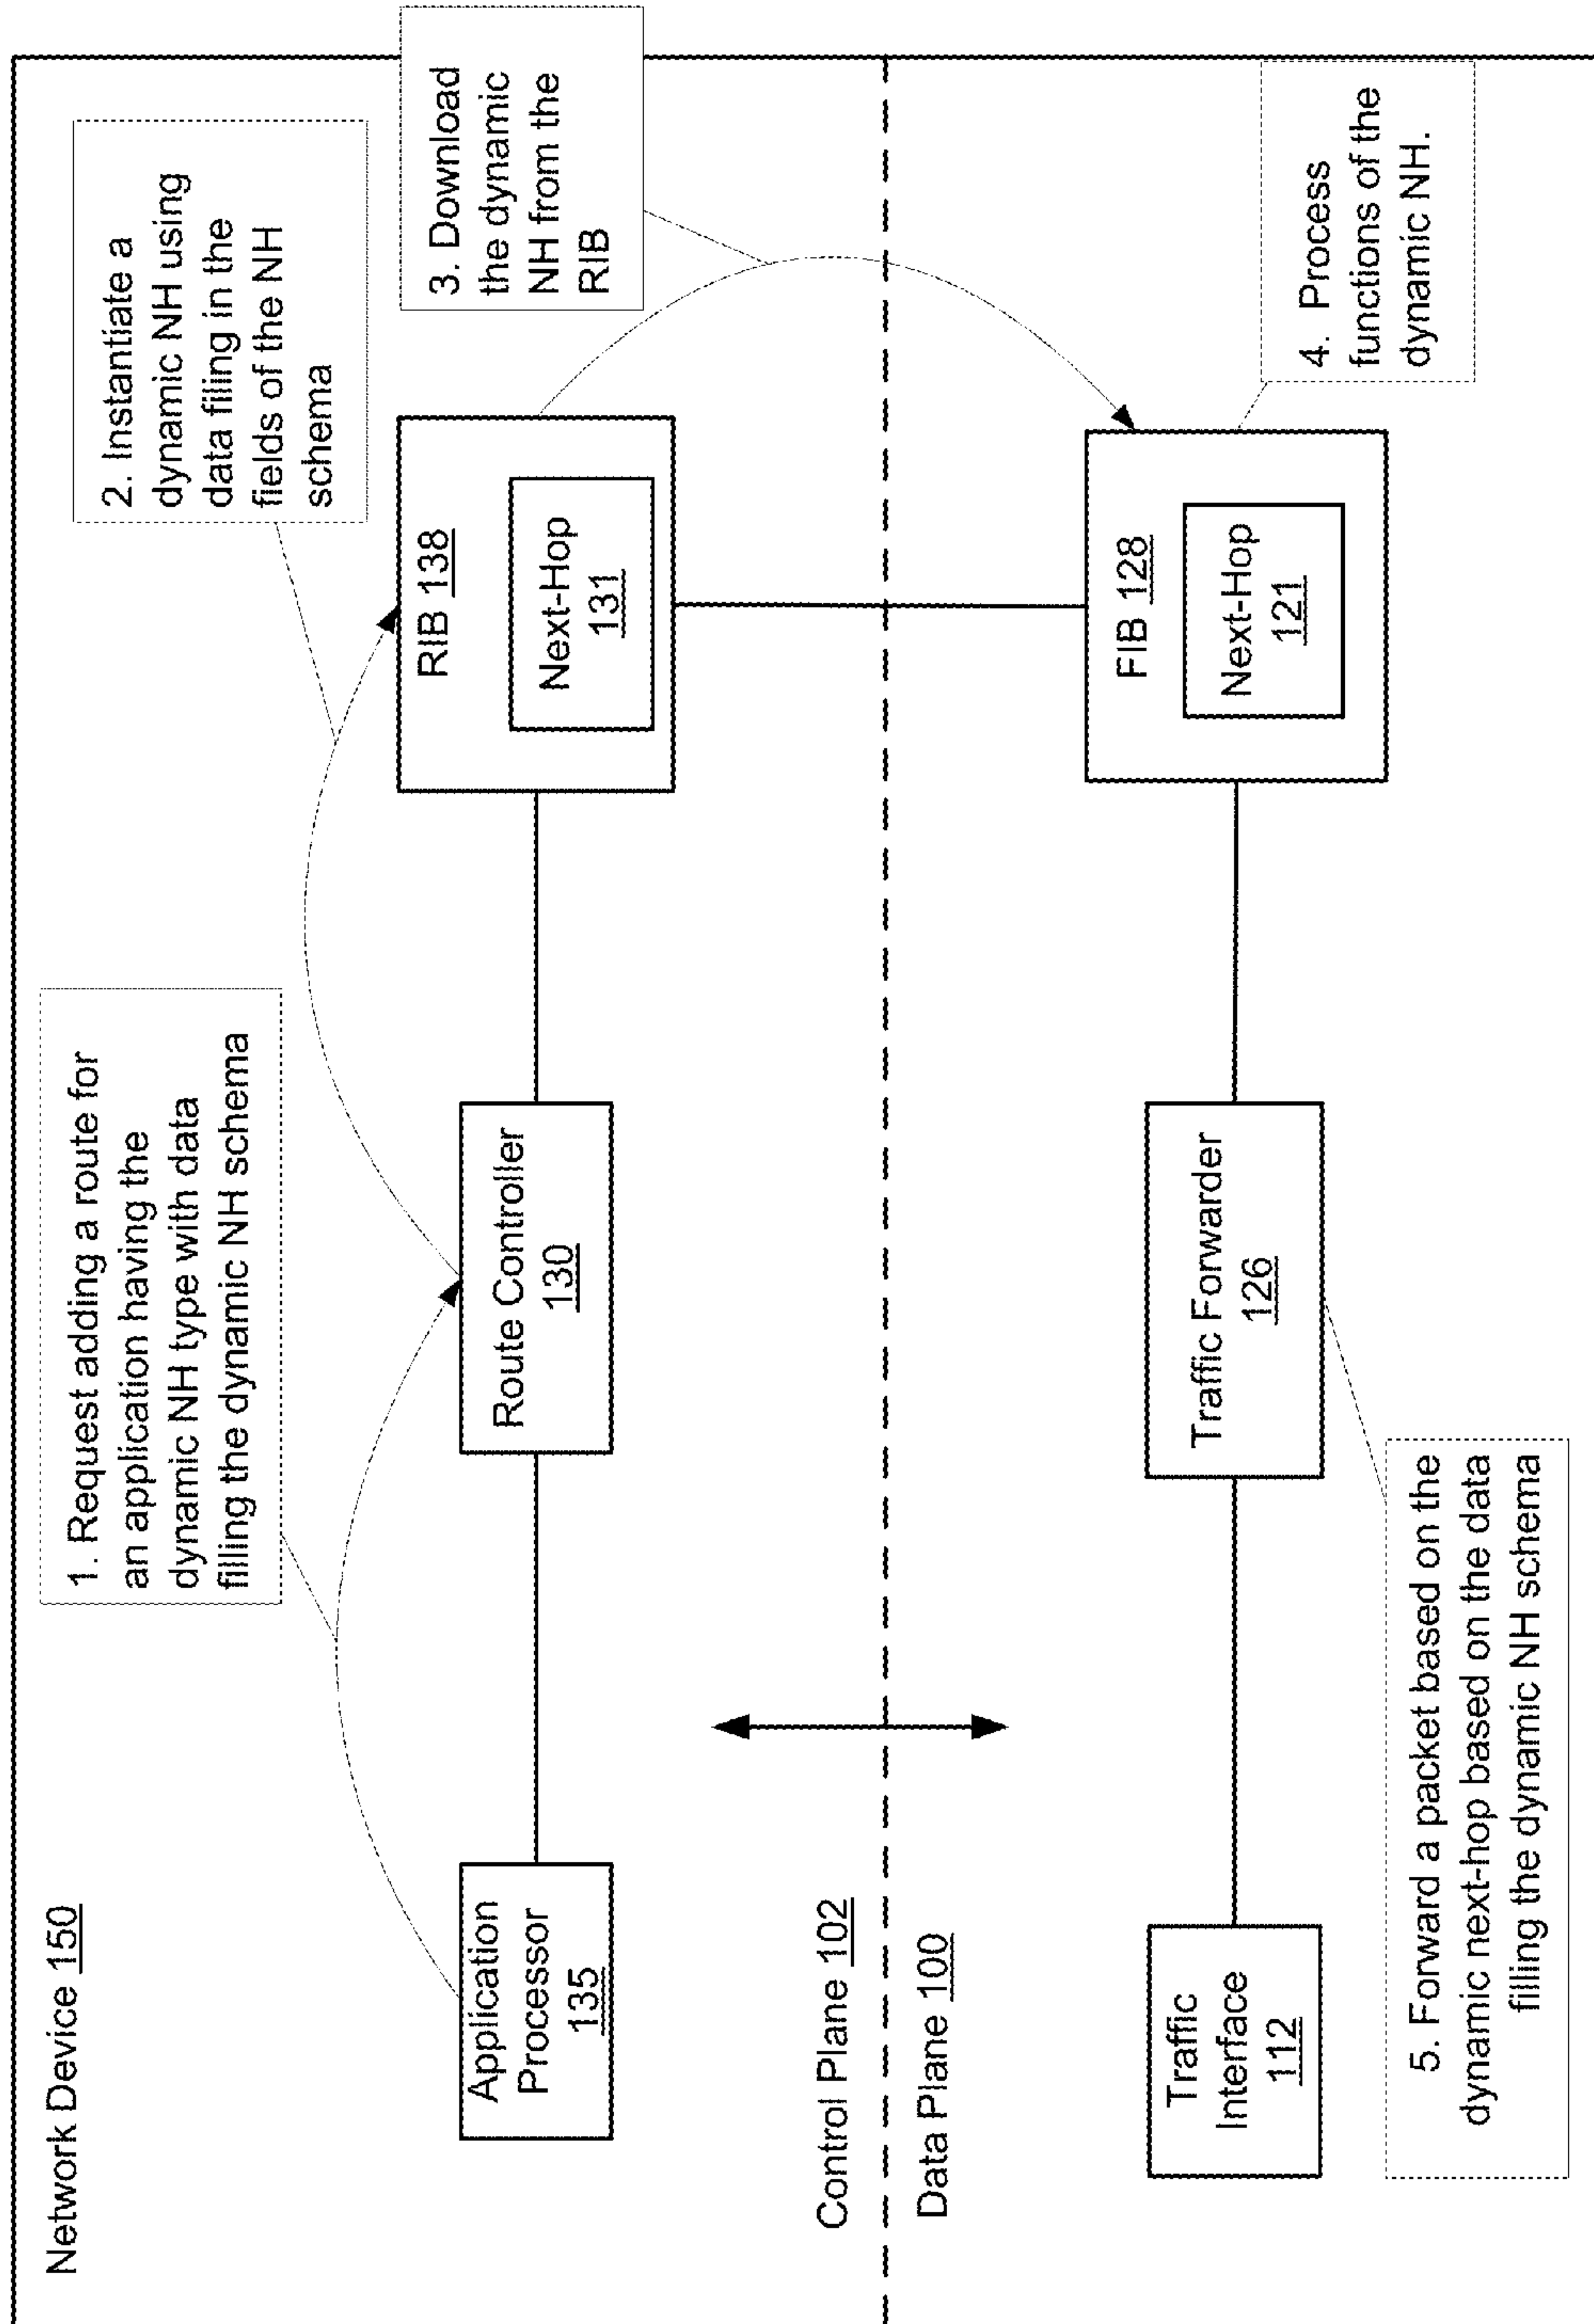 Network Device 150
1. Request adding a route for
an application having the
dynamic NH type with data
filling the dynamic NH schema
2. Instantiate a
dynamic NH using
data filing in the
fields of the NH
schema
3. Download
the dynamic
NH from the
RIB
Application
Processor
135
Route Controller
130
RIB 138
Next-Hop
131
Control Plane 102
Data Plane 100
Traffic
Interface
112
Traffic Forwarder
126
FIB 128
Next-Hop
121
4. Process
functions of the
dynamic NH.
5. Forward a packet based on the
dynamic next-hop based on the data
filling the dynamic NH schema